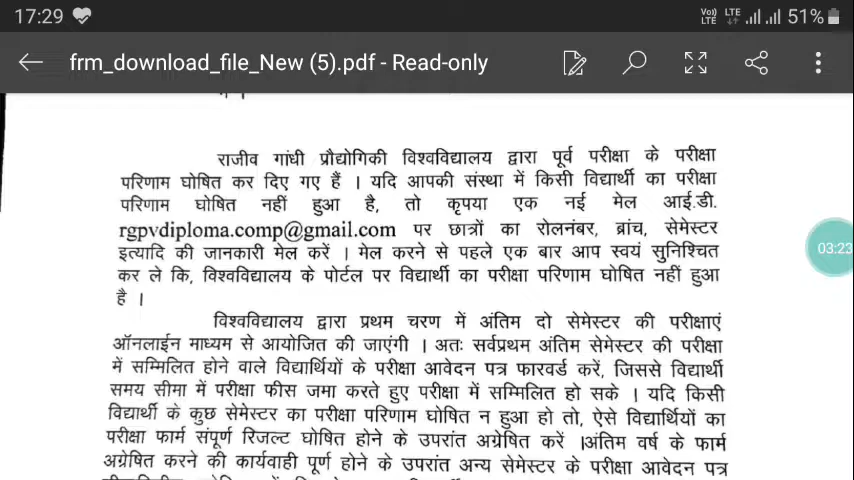 17:29 Vo) LTE LTE 51%
frm_download_file_New (5).pdf - Read-only
राजीव गांधी प्रौद्योगिकी विश्वविद्यालय द्वारा पूर्व परीक्षा के परीक्षा
परिणाम घोषित कर दिए गए हैं । यदि आपकी संस्था में किसी विद्यार्थी का परीक्षा
परिणाम घोषित नहीं हुआ है, तो कृपया एक नई मेल आई.डी.
rgpvdiploma.comp@gmail.com पर छात्रों का रोलनंबर, ब्रांच, सेमेस्टर
इत्यादि की जानकारी मेल करें । मेल करने से पहले एक बार आप स्वयं सुनिश्चित
कर ले कि, विश्वविद्यालय के पोर्टल पर विद्यार्थी का परीक्षा परिणाम घोषित नहीं हुआ
है ।
03:23
विश्वविद्यालय द्वारा प्रथम चरण में अंतिम दो सेमेस्टर की परीक्षाएं
ऑनलाईन माध्यम से आयोजित की जाएंगी । अतः सर्वप्रथम अंतिम सेमेस्टर की परीक्षा
में सम्मिलित होने वाले विद्यार्थियों के परीक्षा आवेदन पत्र फारवर्ड करें, जिससे विद्यार्थी
समय सीमा में परीक्षा फीस जमा करते हुए परीक्षा में सम्मिलित हो सके । यदि किसी
विद्यार्थी के कुछ सेमेस्टर का परीक्षा परिणाम घोषित न हुआ हो तो, ऐसे विद्यार्थियों का
परीक्षा फार्म संपूर्ण रिजल्ट घोषित होने के उपरांत अग्रेषित करें ।अंतिम वर्ष के फार्म
अग्रेषित करने की कार्यवाही पूर्ण होने के उपरांत अन्य सेमेस्टर के परीक्षा आवेदन पत्र